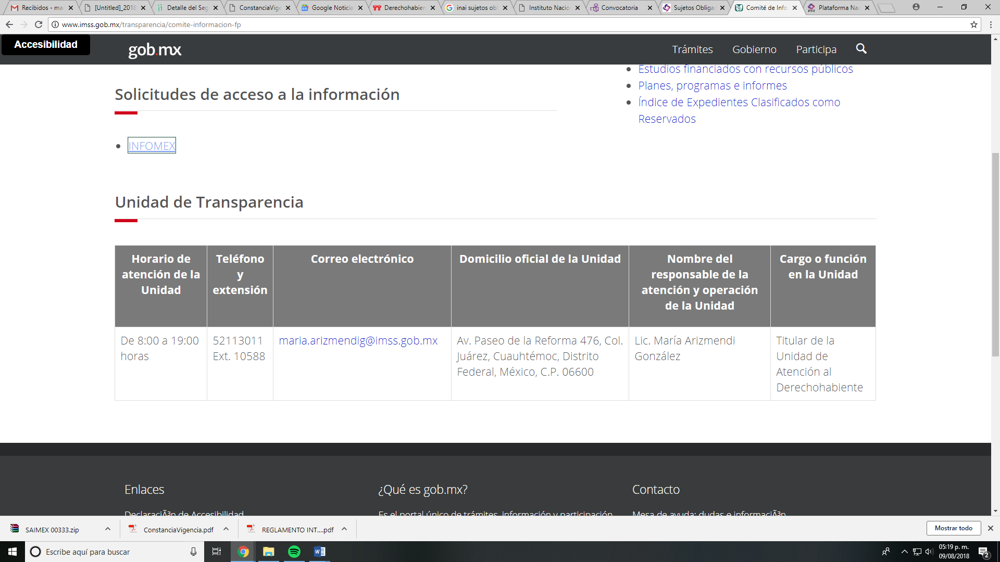 Recibidos - ma
[Untitled]_2018
Detalle del Seg
ConstanciaVige
Google Noticia
Derechohabien
inai sujetos obl
Instituto Nacio
Convocatoria
Sujetos Obliga
Comité de Info
Plataforma Nac
www.imss.gob.mx/transparencia/comite-informacion-fp
Accesibilidad
gob.mx
Trámites
Gobierno
Participa
Estudios financiados con recursos públicos
Planes, programas e informes
Índice de Expedientes Clasificados como
Reservados
Solicitudes de acceso a la información
INFOMEX
Unidad de Transparencia
Horario de
atención de la
Unidad
Teléfono
y
extensión
Correo electrónico
Domicilio oficial de la Unidad
Nombre del
responsable de la
atención y operación
de la Unidad
Cargo o función
en la Unidad
De 8:00 a 19:00
horas
52113011
Ext. 10588
maria.arizmendig@imss.gob.mx
Av. Paseo de la Reforma 476, Col.
Juárez, Cuauhtémoc, Distrito
Federal, México, C.P. 06600
Lic. María Arizmendi
González
Titular de la
Unidad de
Atención al
Derechohabiente
Enlaces
¿Qué es gob.mx?
Contacto
DeclaraciÃ³n de Accesibilidad
Es el portal único de trámites, información y participación
Mesa de ayuda: dudas e informaciÃ³n
SAIMEX 00333.zip
ConstanciaVigencia.pdf
REGLAMENTO INT....pdf
Mostrar todo
Escribe aquí para buscar
05:19 p. m.
09/08/2018
2